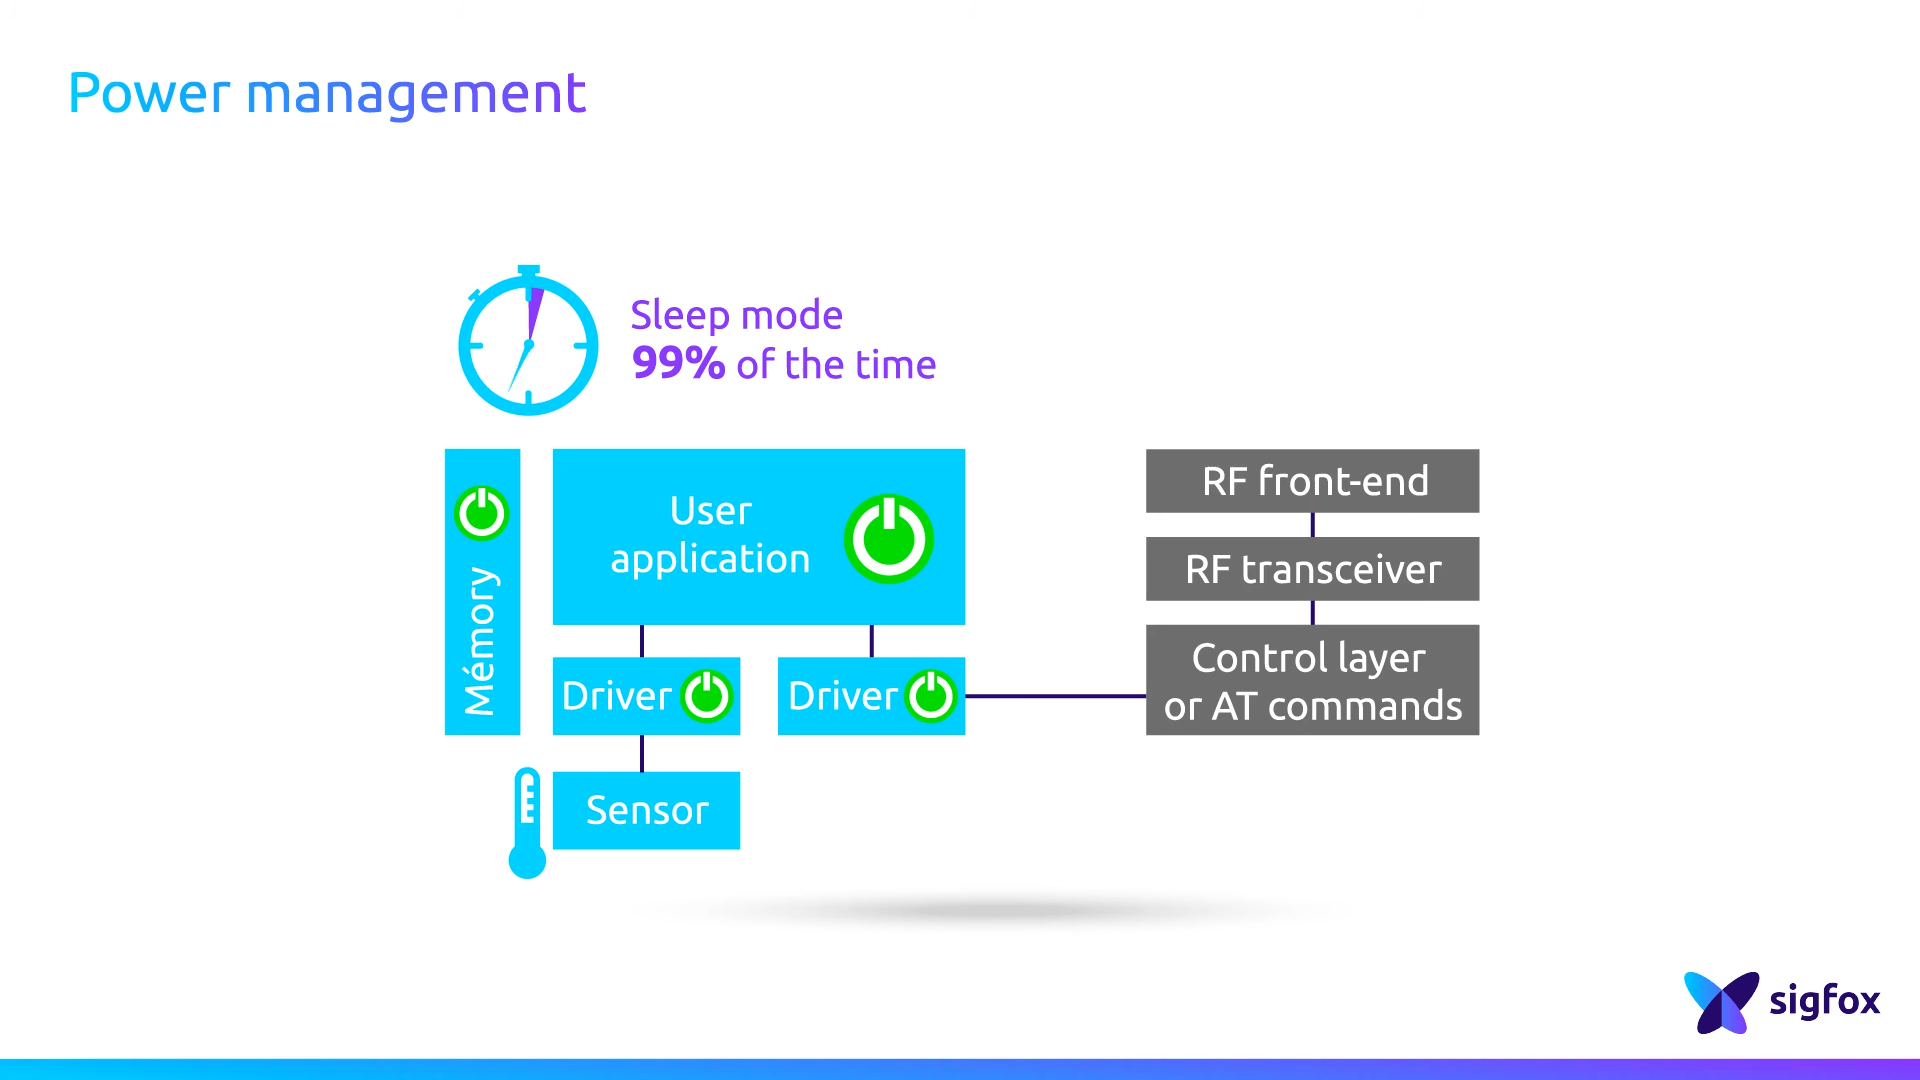 Power management
Sleep mode
99% of the time
Mémory
User
application
Driver
Driver
Sensor
RF front-end
RF transceiver
Control layer
or AT commands
sigfox